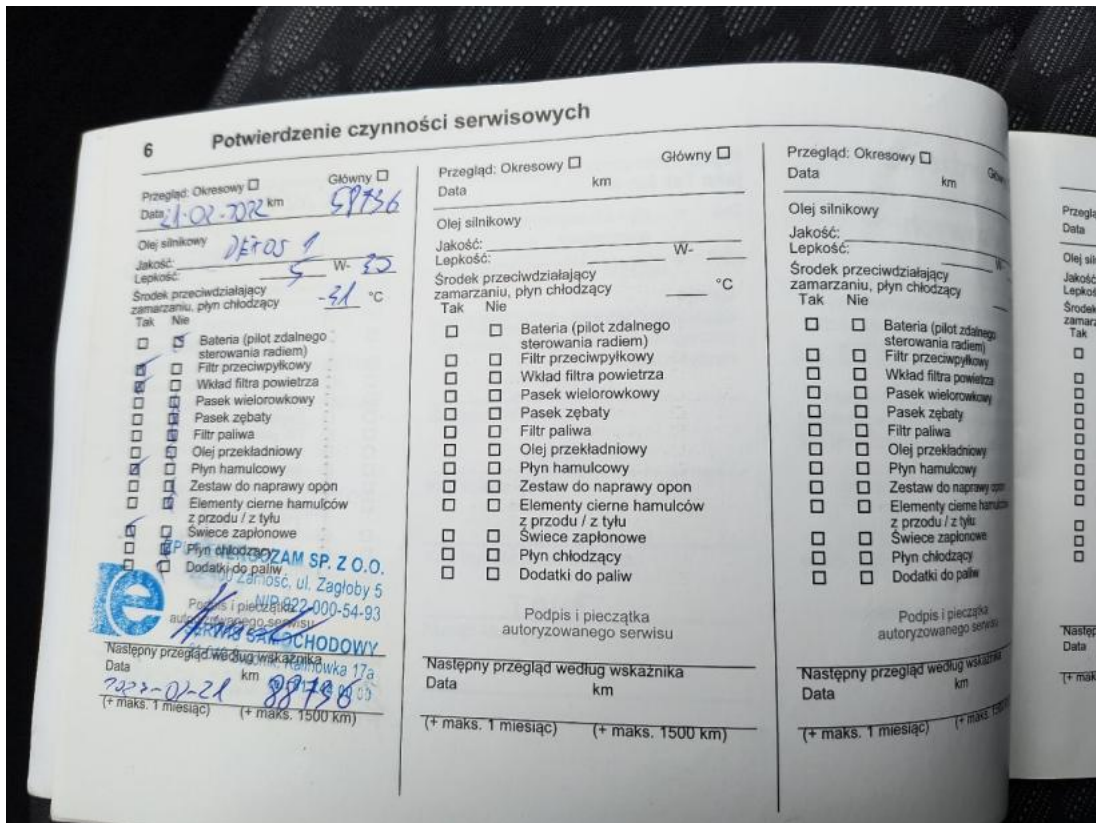 6 Potwierdzenie czynności serwisowych
Przegląd: Okresowy Główny
Data 21-02-2022 km 58736
Olej silnikowy
Jakość:
Lepkość: 5 W- 30
Środek przeciwdziałający
zamarzaniu, płyn chłodzący -31 °C
Tak Nie
Bateria (pilot zdalnego
sterowania radiem)
Filtr przeciwpyłkowy
Wkład filtra powietrza
Pasek wielorowkowy
Pasek zębaty
Filtr paliwa
Olej przekładniowy
Płyn hamulcowy
Zestaw do naprawy opon
Elementy cierne hamulców
z przodu / z tyłu
Świece zapłonowe
Płyn chłodzący
Dodatki do paliw
SP. Z O.O.
Zamość, ul. Zagłoby 5
NIP 922-000-54-93
Podpis i pieczątka
autoryzowanego serwisu
SERWIS SAMOCHODOWY
Następny przegląd według wskaźnika
17a
Data km
88736
(+ maks. 1 miesiąc) (+ maks. 1500 km)
Przegląd: Okresowy Główny
Data km
Olej silnikowy
Jakość:
Lepkość: W-
Środek przeciwdziałający
zamarzaniu, płyn chłodzący °C
Tak Nie
Bateria (pilot zdalnego
sterowania radiem)
Filtr przeciwpyłkowy
Wkład filtra powietrza
Pasek wielorowkowy
Pasek zębaty
Filtr paliwa
Olej przekładniowy
Płyn hamulcowy
Zestaw do naprawy opon
Elementy cierne hamulców
z przodu / z tyłu
Świece zapłonowe
Płyn chłodzący
Dodatki do paliw
Podpis i pieczątka
autoryzowanego serwisu
Następny przegląd według wskaźnika
Data km
(+ maks. 1 miesiąc) (+ maks. 1500 km)
Przegląd: Okresowy
Data km
Olej silnikowy
Jakość:
Lepkość: W-
Środek przeciwdziałający
zamarzaniu, płyn chłodzący
Tak Nie
Bateria (pilot zdalnego
sterowania radiem)
Filtr przeciwpyłkowy
Wkład filtra powietrza
Pasek wielorowkowy
Pasek zębaty
Filtr paliwa
Olej przekładniowy
Płyn hamulcowy
Zestaw do naprawy opon
Elementy cierne hamulców
z przodu / z tyłu
Świece zapłonowe
Płyn chłodzący
Dodatki do paliw
Podpis i pieczątka
autoryzowanego serwisu
Następny przegląd według wskaźnika
Data km
(+ maks. 1 miesiąc) (+ maks. 1500
Data
Tak
Data